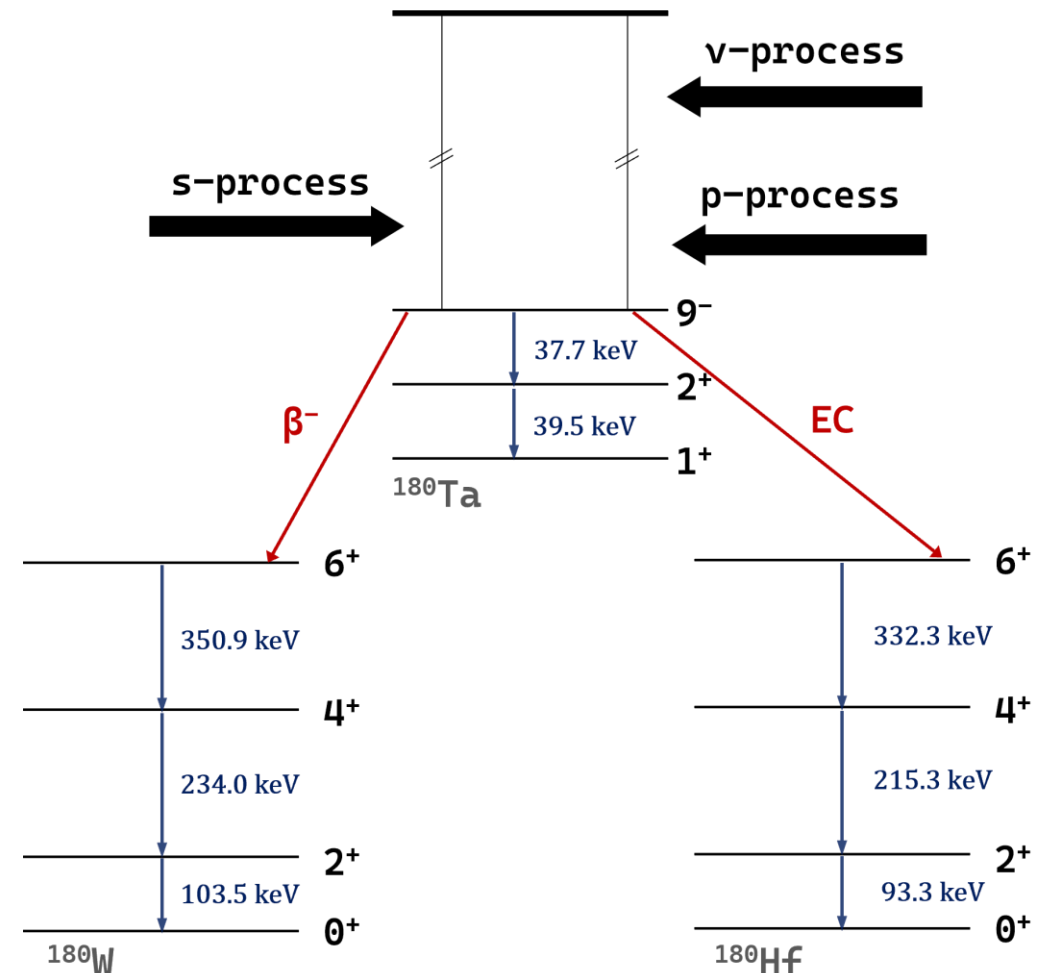 ν-process
s-process
p-process
9⁻
37.7 keV
2⁺
β⁻
39.5 keV
EC
1⁺
¹⁸⁰Ta
6⁺
6⁺
350.9 keV
332.3 keV
4⁺
4⁺
234.0 keV
215.3 keV
2⁺
2⁺
103.5 keV
93.3 keV
0⁺
0⁺
¹⁸⁰W
¹⁸⁰Hf